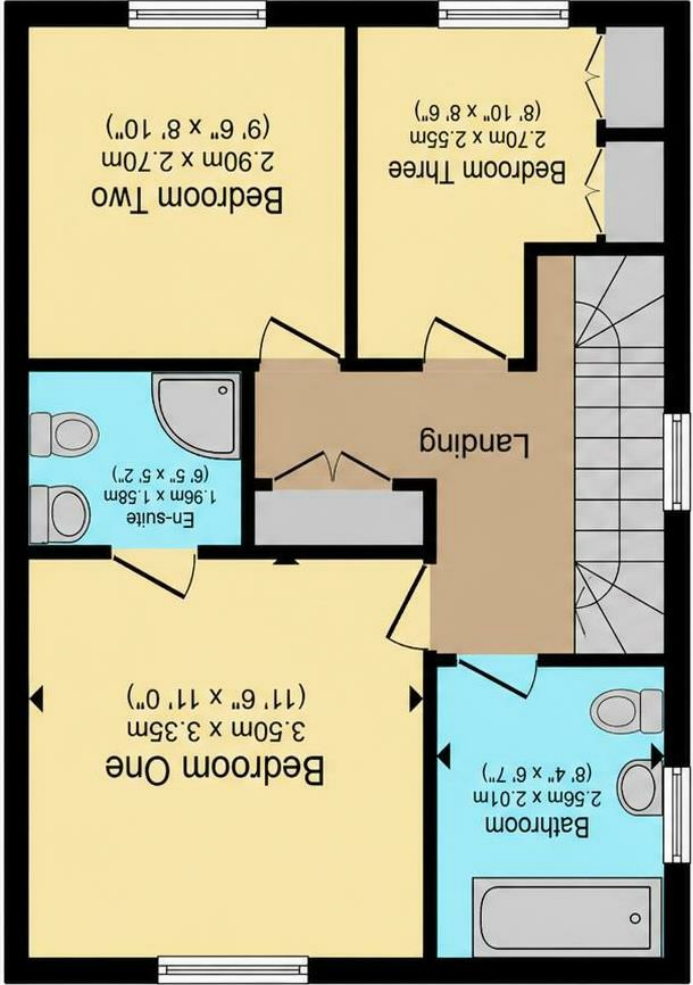 Bathroom
2.56m x 2.01m
(8' 4" x 6' 7")
Bedroom One
3.50m x 3.35m
(11' 6" x 11' 0")
Landing
En-suite
1.96m x 1.58m
(6' 5" x 5' 2")
Bedroom Three
2.70m x 2.55m
(8' 10" x 8' 6")
Bedroom Two
2.90m x 2.70m
(9' 6" x 8' 10")